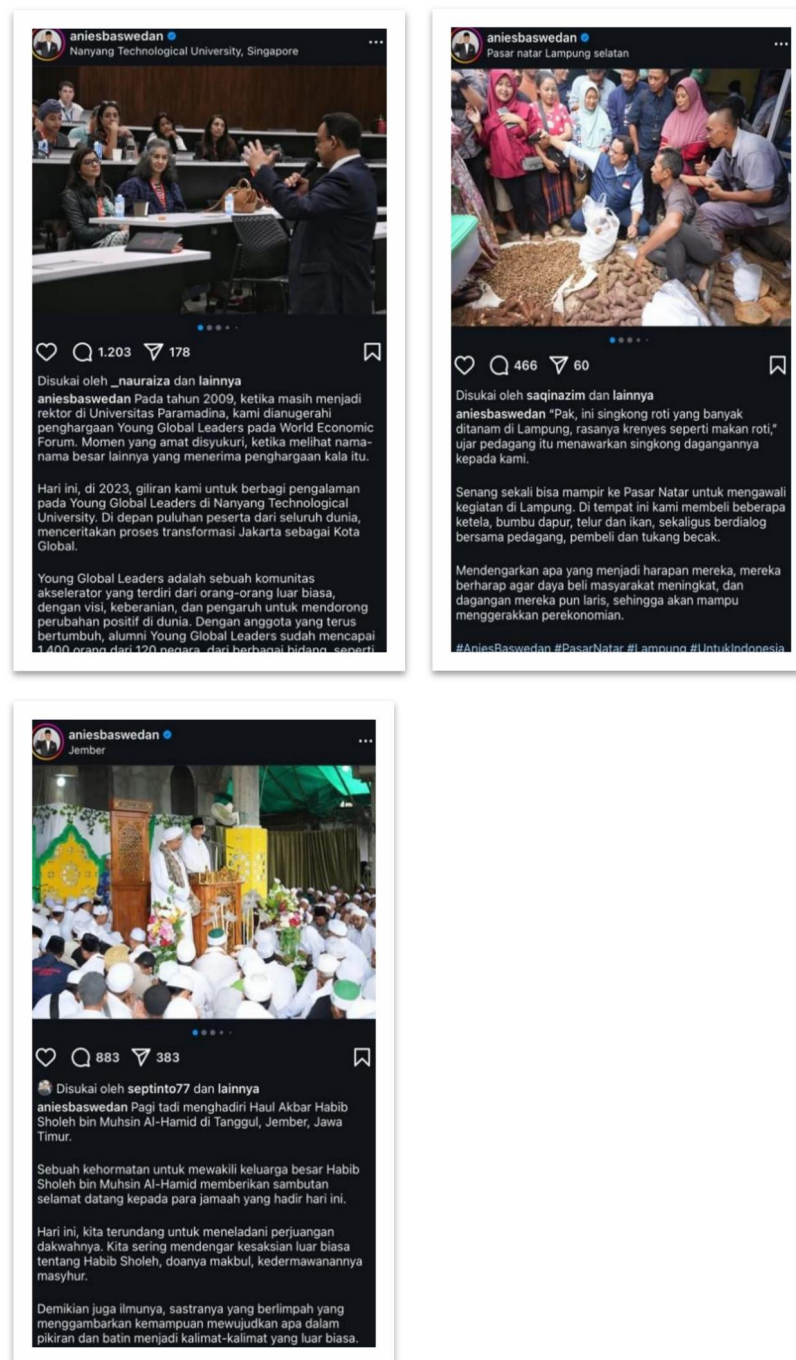 aniesbaswedan
Nanyang Technological University, Singapore
1.203
178
Disukai oleh _nauraiza dan lainnya
aniesbaswedan Pada tahun 2009, ketika masih menjadi
rektor di Universitas Paramadina, kami dianugerahi
penghargaan Young Global Leaders pada World Economic
Forum. Momen yang amat disyukuri, ketika melihat nama-
nama besar lainnya yang menerima penghargaan kala itu.
Hari ini, di 2023, giliran kami untuk berbagi pengalaman
pada Young Global Leaders di Nanyang Technological
University. Di depan puluhan peserta dari seluruh dunia,
menceritakan proses transformasi Jakarta sebagai Kota
Global.
Young Global Leaders adalah sebuah komunitas
akselerator yang terdiri dari orang-orang luar biasa,
dengan visi, keberanian, dan pengaruh untuk mendorong
perubahan positif di dunia. Dengan anggota yang terus
bertumbuh, alumni Young Global Leaders sudah mencapai
1.400 orang dari 120 negara, dari berbagai bidang, seperti
aniesbaswedan
Pasar natar Lampung selatan
466
60
Disukai oleh saqinazim dan lainnya
aniesbaswedan “Pak, ini singkong roti yang banyak
ditanam di Lampung, rasanya krenyes seperti makan roti,”
ujar pedagang itu menawarkan singkong dagangannya
kepada kami.
Senang sekali bisa mampir ke Pasar Natar untuk mengawali
kegiatan di Lampung. Di tempat ini kami membeli beberapa
ketela, bumbu dapur, telur dan ikan, sekaligus berdialog
bersama pedagang, pembeli dan tukang becak.
Mendengarkan apa yang menjadi harapan mereka, mereka
berharap agar daya beli masyarakat meningkat, dan
dagangan mereka pun laris, sehingga akan mampu
menggerakkan perekonomian.
#AniesBaswedan #PasarNatar #Lampung #UntukIndonesia
aniesbaswedan
Jember
883
383
Disukai oleh septinto77 dan lainnya
aniesbaswedan Pagi tadi menghadiri Haul Akbar Habib
Sholeh bin Muhsin Al-Hamid di Tanggul, Jember, Jawa
Timur.
Sebuah kehormatan untuk mewakili keluarga besar Habib
Sholeh bin Muhsin Al-Hamid memberikan sambutan
selamat datang kepada para jamaah yang hadir hari ini.
Hari ini, kita terundang untuk meneladani perjuangan
dakwahnya. Kita sering mendengar kesaksian luar biasa
tentang Habib Sholeh, doanya makbul, kedermawanannya
masyhur.
Demikian juga ilmunya, sastranya yang berlimpah yang
menggambarkan kemampuan mewujudkan apa dalam
pikiran dan batin menjadi kalimat-kalimat yang luar biasa.